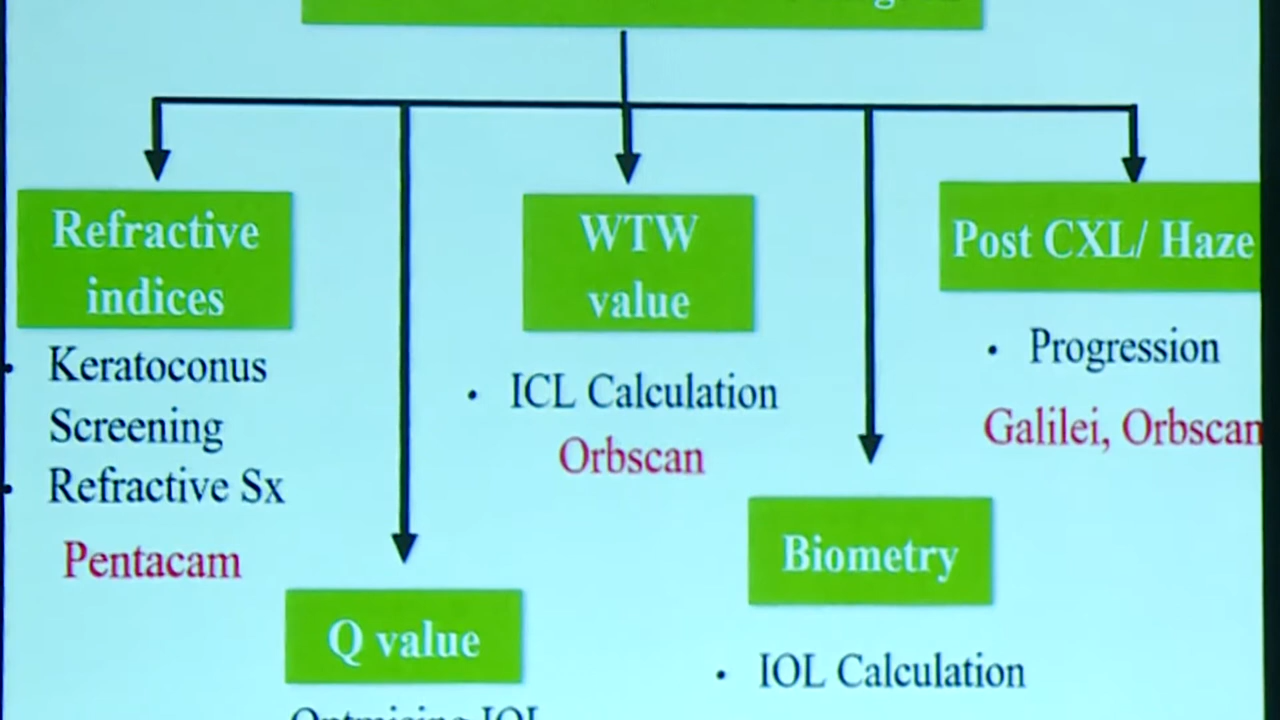 Refractive
indices
• Keratoconus
Screening
• Refractive Sx
Pentacam
Q value
WTW
value
• ICL Calculation
Orbscan
Biometry
• IOL Calculation
Post CXL/ Haze
• Progression
Galilei, Orbscan